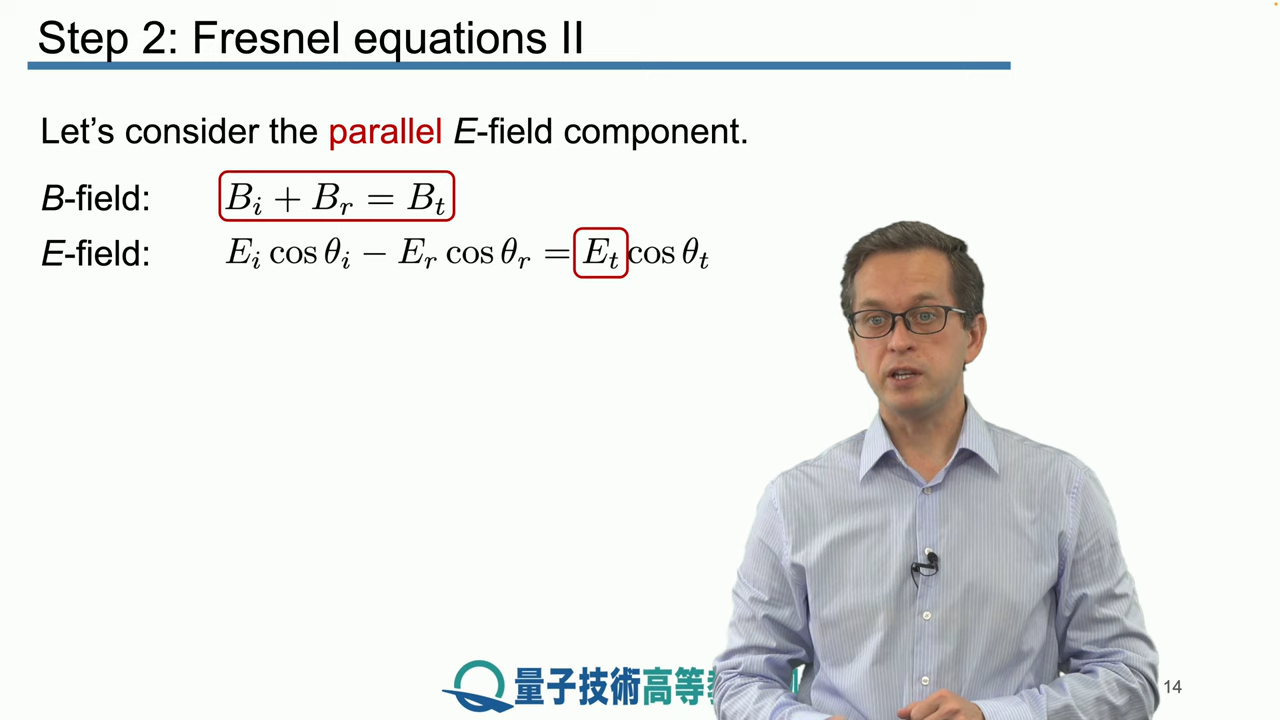 Step 2: Fresnel equations II
Let's consider the parallel E-field component.
B-field: B_i + B_r = B_t
E-field: E_i cos θ_i − E_r cos θ_r = E_t cos θ_t
量子技術高等
14